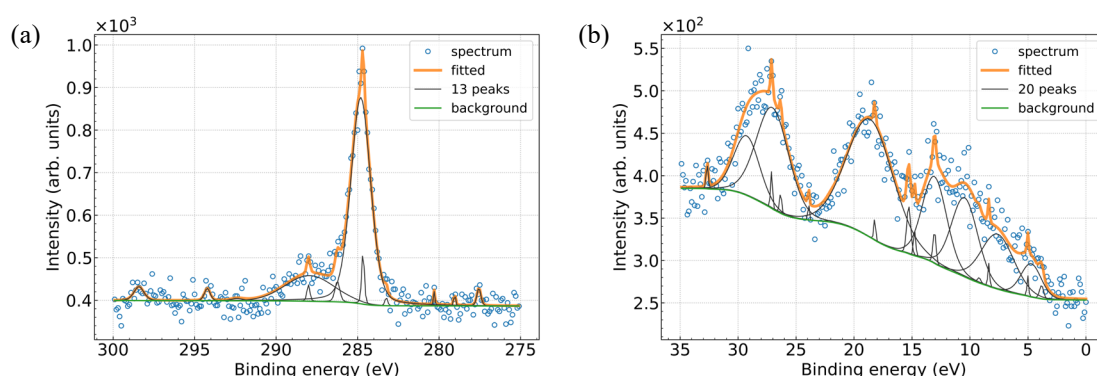 (a)
×10³
Intensity (arb. units)
1.0
0.9
0.8
0.7
0.6
0.5
0.4
spectrum
fitted
13 peaks
background
300 295 290 285 280 275
Binding energy (eV)
(b)
×10²
Intensity (arb. units)
5.5
5.0
4.5
4.0
3.5
3.0
2.5
spectrum
fitted
20 peaks
background
35 30 25 20 15 10 5 0
Binding energy (eV)